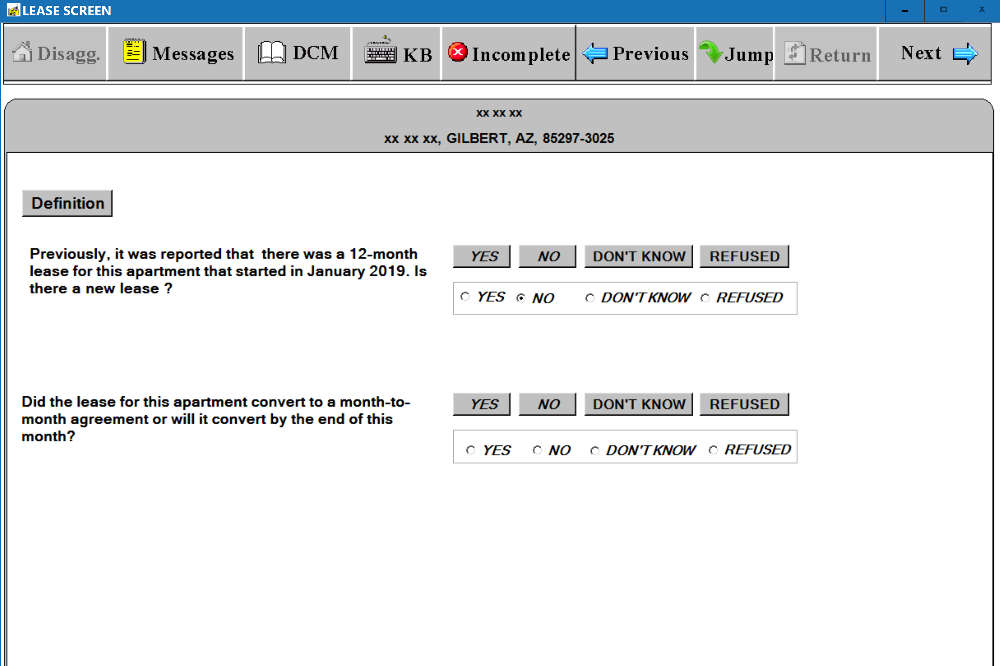 LEASE SCREEN
Disagg. Messages DCM KB Incomplete Previous Jump Return Next
xx xx xx
xx xx xx, GILBERT, AZ, 85297-3025
Definition
Previously, it was reported that there was a 12-month
lease for this apartment that started in January 2019. Is
there a new lease ?
YES NO DON'T KNOW REFUSED
YES NO DON'T KNOW REFUSED
Did the lease for this apartment convert to a month-to-
month agreement or will it convert by the end of this
month?
YES NO DON'T KNOW REFUSED
YES NO DON'T KNOW REFUSED